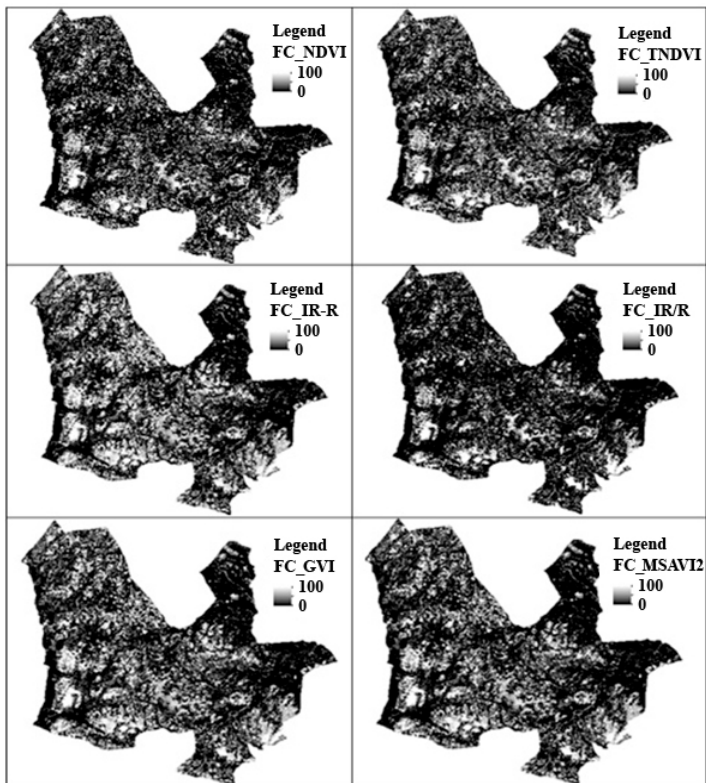 Legend
FC_NDVI
100
0
Legend
FC_TNDVI
100
0
Legend
FC_IR-R
100
0
Legend
FC_IR/R
100
0
Legend
FC_GVI
100
0
Legend
FC_MSAVI2
100
0